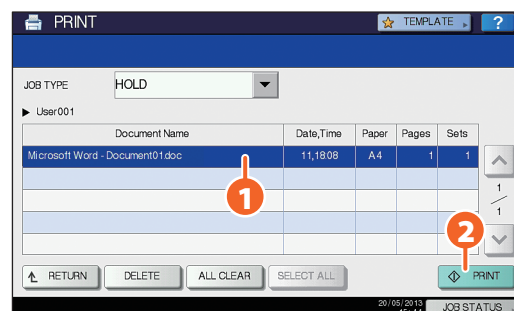 PRINT TEMPLATE ?
JOB TYPE HOLD
User001
Document Name Date,Time Paper Pages Sets
Microsoft Word - Document01.doc 11,18:08 A4 1 1
1
1
1
2
RETURN DELETE ALL CLEAR SELECT ALL PRINT
20/05/2013
JOB STATUS